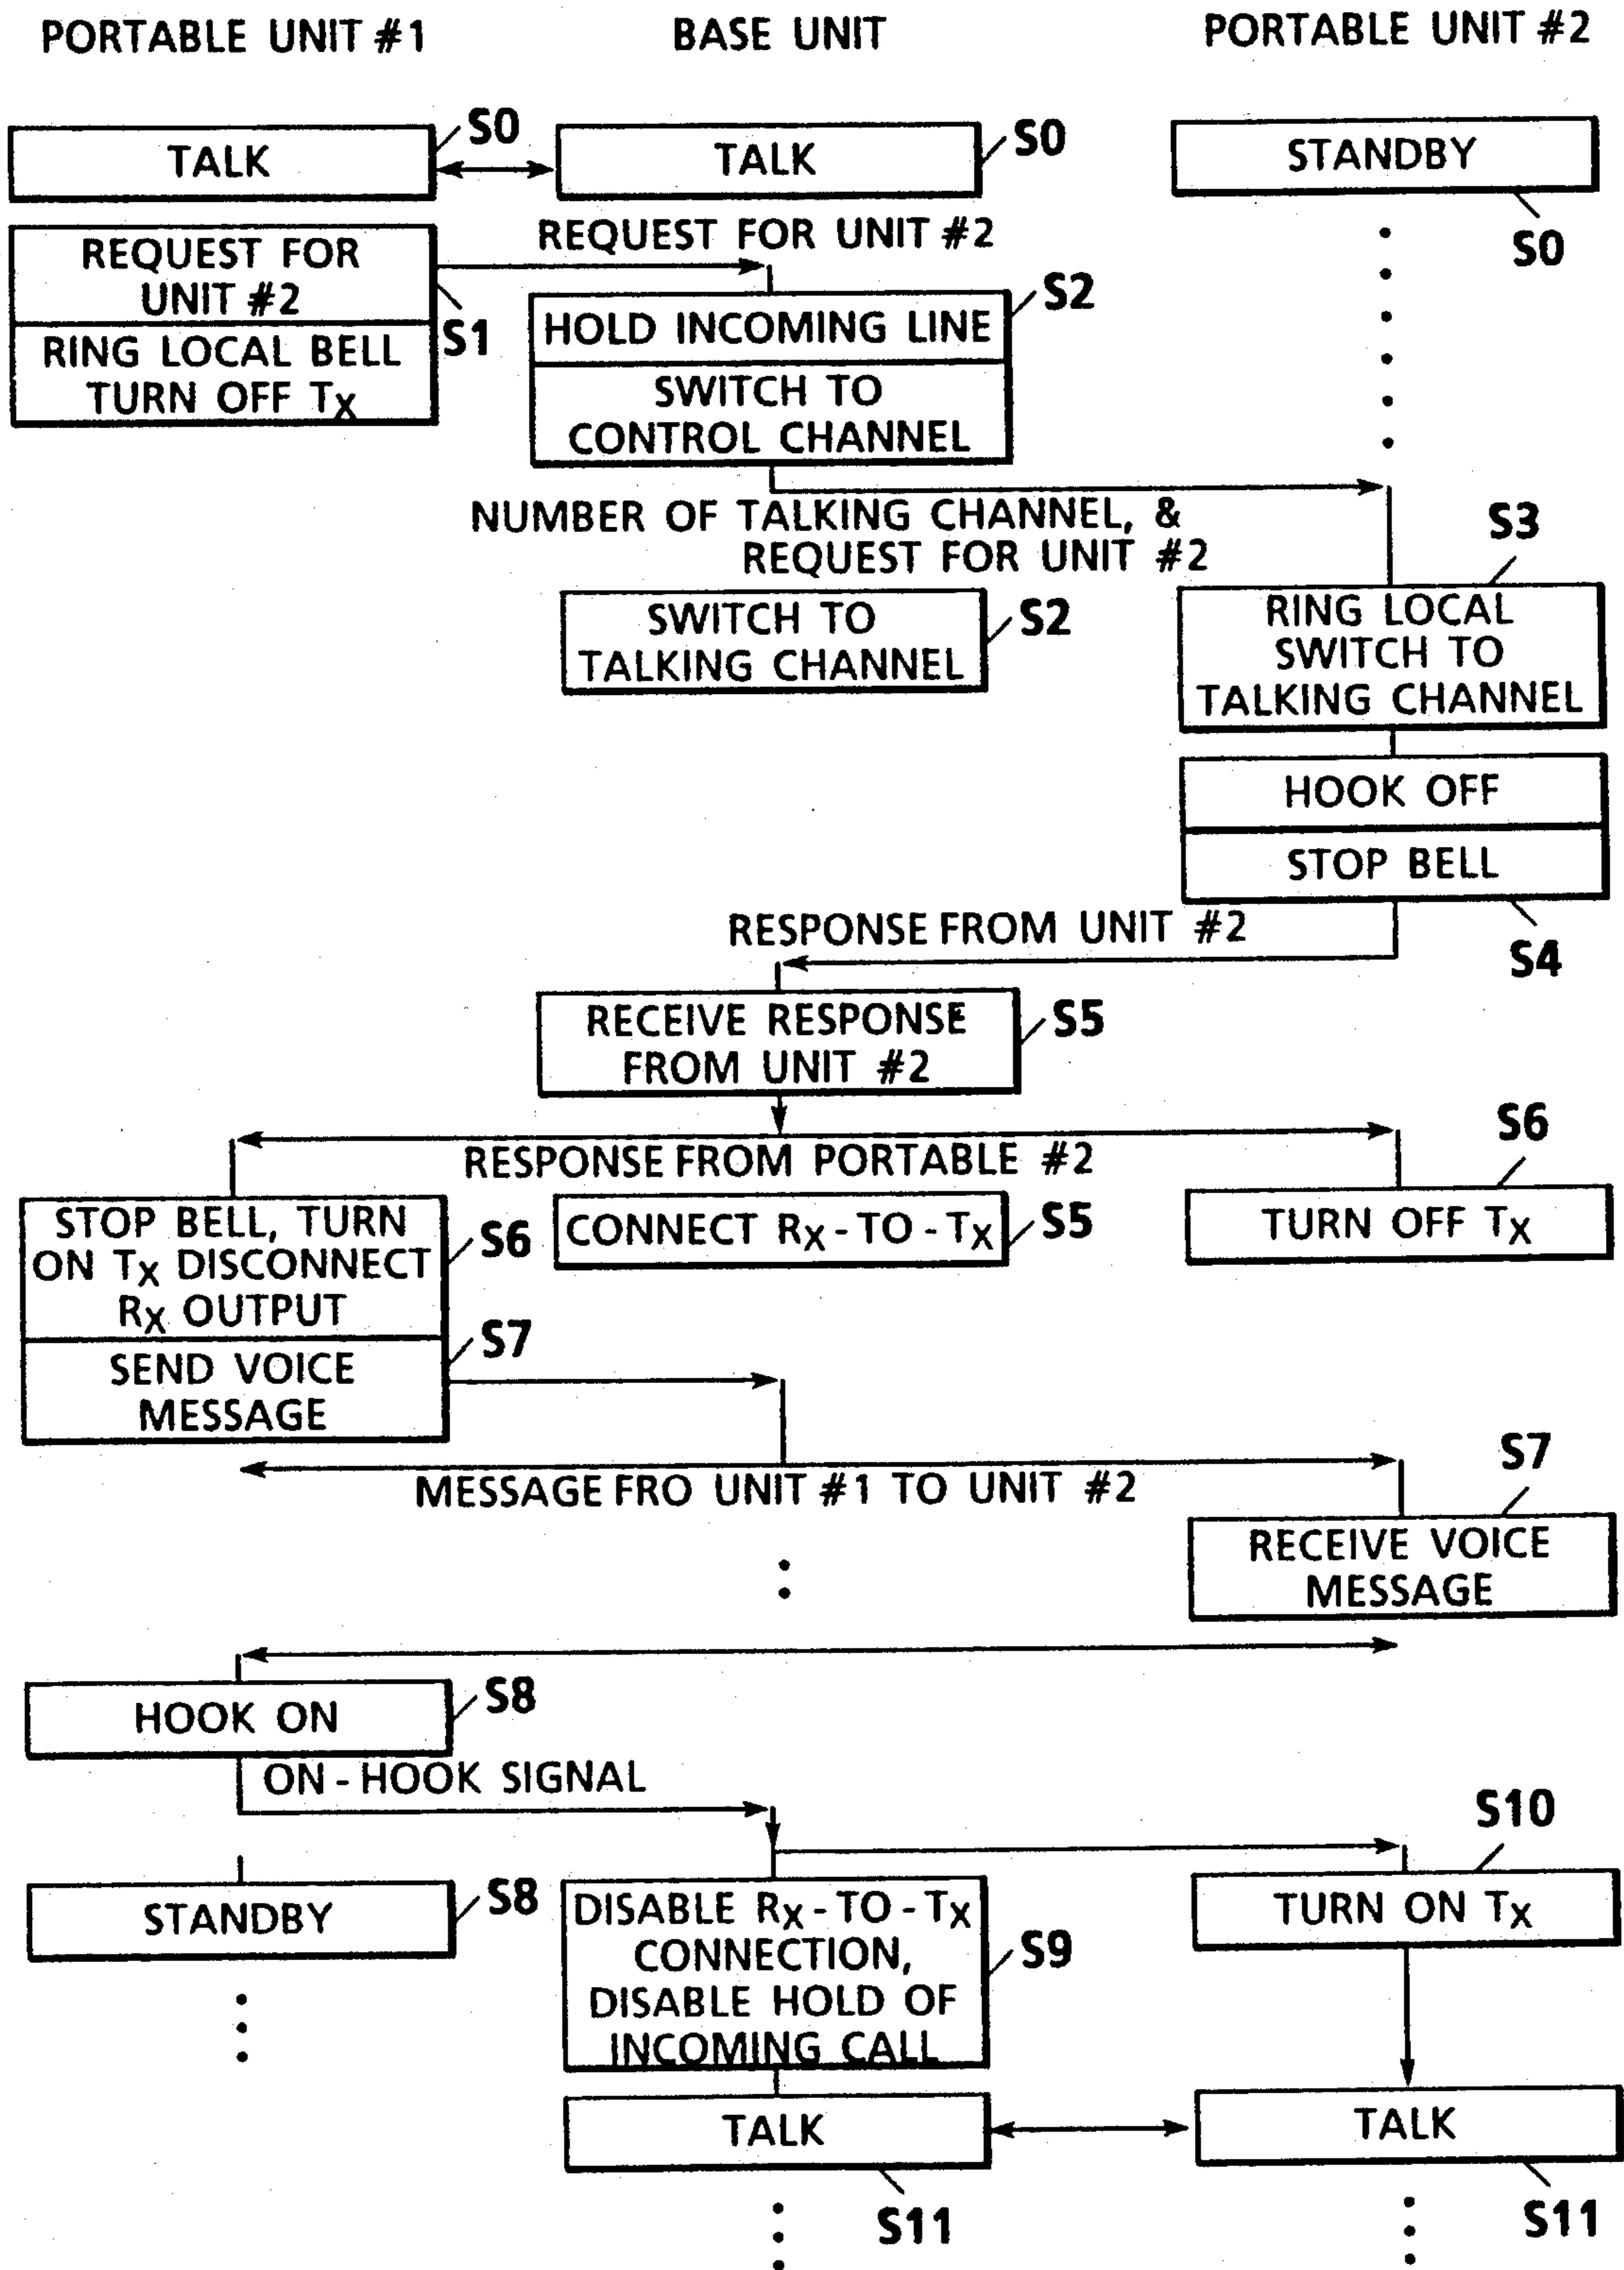 PORTABLE UNIT #1
BASE UNIT
PORTABLE UNIT #2
TALK
S0
TALK
S0
STANDBY
S0
REQUEST FOR
UNIT #2
RING LOCAL BELL
TURN OFF TX
S1
REQUEST FOR UNIT #2
HOLD INCOMING LINE
SWITCH TO
CONTROL CHANNEL
S2
NUMBER OF TALKING CHANNEL, &
REQUEST FOR UNIT #2
S3
SWITCH TO
TALKING CHANNEL
S2
RING LOCAL
SWITCH TO
TALKING CHANNEL
HOOK OFF
STOP BELL
S4
RESPONSE FROM UNIT #2
RECEIVE RESPONSE
FROM UNIT #2
S5
RESPONSE FROM PORTABLE #2
S6
STOP BELL, TURN
ON TX DISCONNECT
RX OUTPUT
S6
CONNECT RX-TO-TX
S5
TURN OFF TX
SEND VOICE
MESSAGE
S7
MESSAGE FRO UNIT #1 TO UNIT #2
S7
RECEIVE VOICE
MESSAGE
HOOK ON
S8
ON-HOOK SIGNAL
S10
STANDBY
S8
DISABLE RX-TO-TX
CONNECTION,
DISABLE HOLD OF
INCOMING CALL
S9
TURN ON TX
TALK
S11
TALK
S11